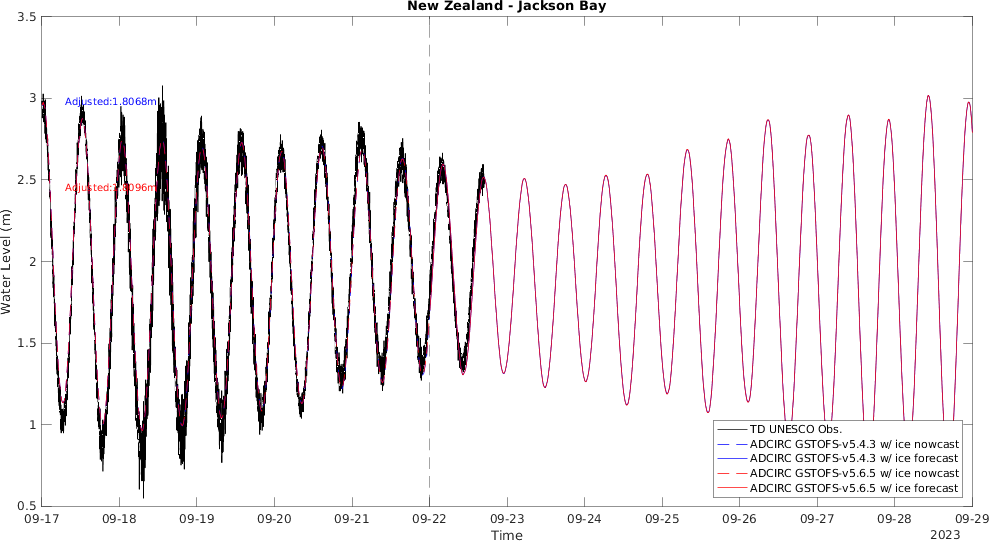 New Zealand - Jackson Bay
Water Level (m)
3.5
3
2.5
2
1.5
1
0.5
Adjusted:1.8068m
Adjusted:1.8096m
TD UNESCO Obs.
ADCIRC GSTOFS-v5.4.3 w/ ice nowcast
ADCIRC GSTOFS-v5.4.3 w/ ice forecast
ADCIRC GSTOFS-v5.6.5 w/ ice nowcast
ADCIRC GSTOFS-v5.6.5 w/ ice forecast
09-17 09-18 09-19 09-20 09-21 09-22 09-23 09-24 09-25 09-26 09-27 09-28 09-29
Time
2023